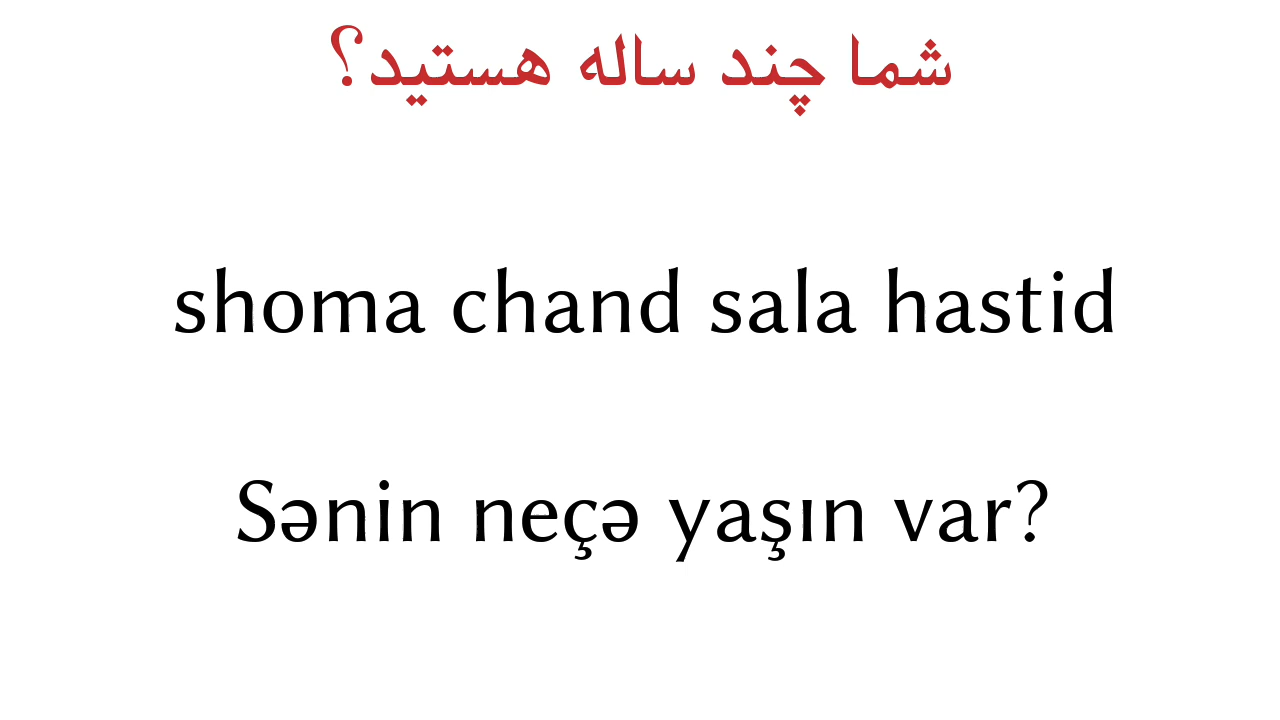 شما چند ساله هستید؟
shoma chand sala hastid
Sənin neçə yaşın var?